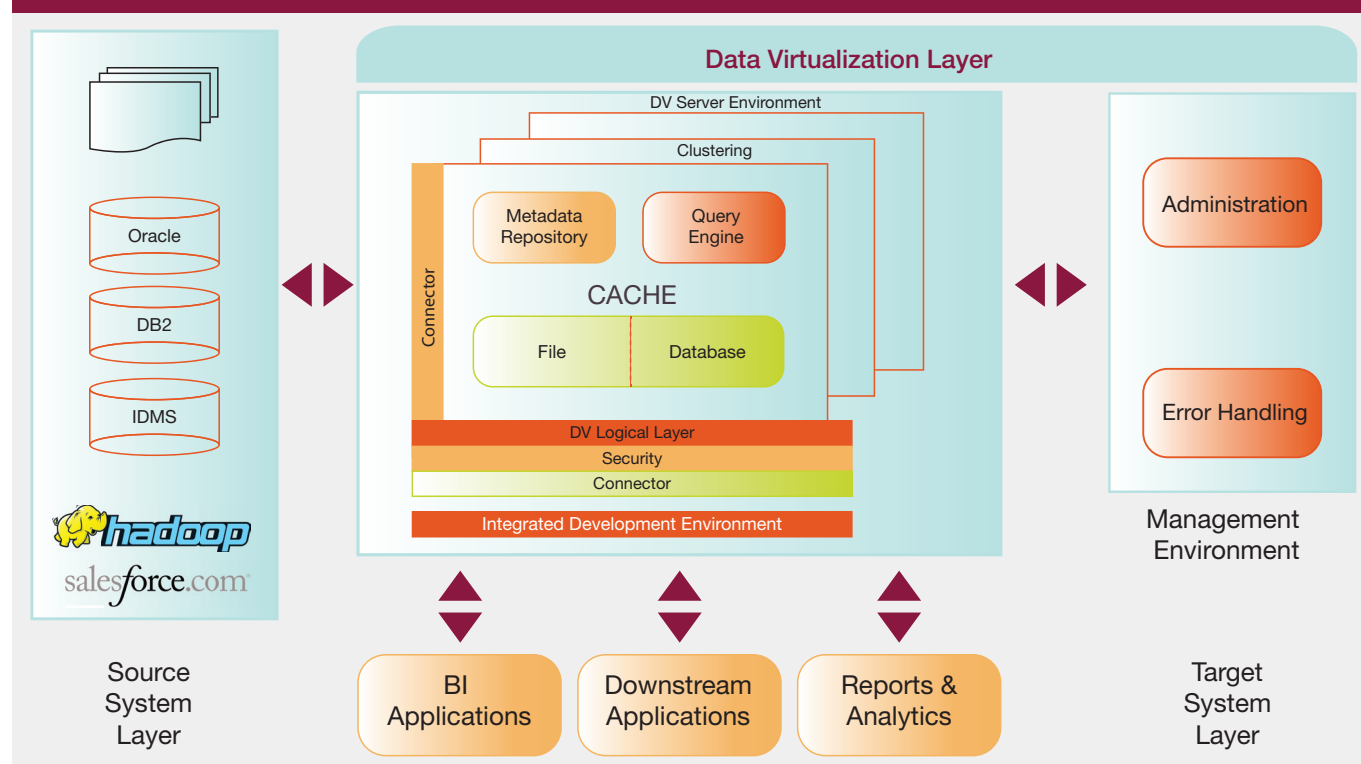 Data Virtualization Layer
DV Server Environment
Clustering
Connector
Metadata
Repository
Query
Engine
CACHE
File
Database
DV Logical Layer
Security
Connector
Integrated Development Environment
Oracle
DB2
IDMS
hadoop
salesforce.com
Source
System
Layer
Administration
Error Handling
Management
Environment
BI
Applications
Downstream
Applications
Reports &
Analytics
Target
System
Layer